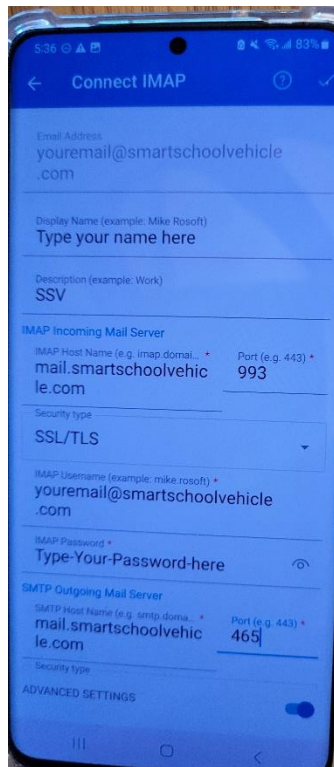 5:36 83%
Connect IMAP
Email Address
youremail@smartschoolvehicle
.com
Display Name (example: Mike Rosoft)
Type your name here
Description (example: Work)
SSV
IMAP Incoming Mail Server
IMAP Host Name (e.g. imap.domai... * Port (e.g. 443) *
mail.smartschoolvehic 993
le.com
Security type
SSL/TLS
IMAP Username (example: mike.rosoft) *
youremail@smartschoolvehicle
.com
IMAP Password *
Type-Your-Password-here
SMTP Outgoing Mail Server
SMTP Host Name (e.g. smtp.doma... * Port (e.g. 443) *
mail.smartschoolvehic 465
le.com
Security type
ADVANCED SETTINGS